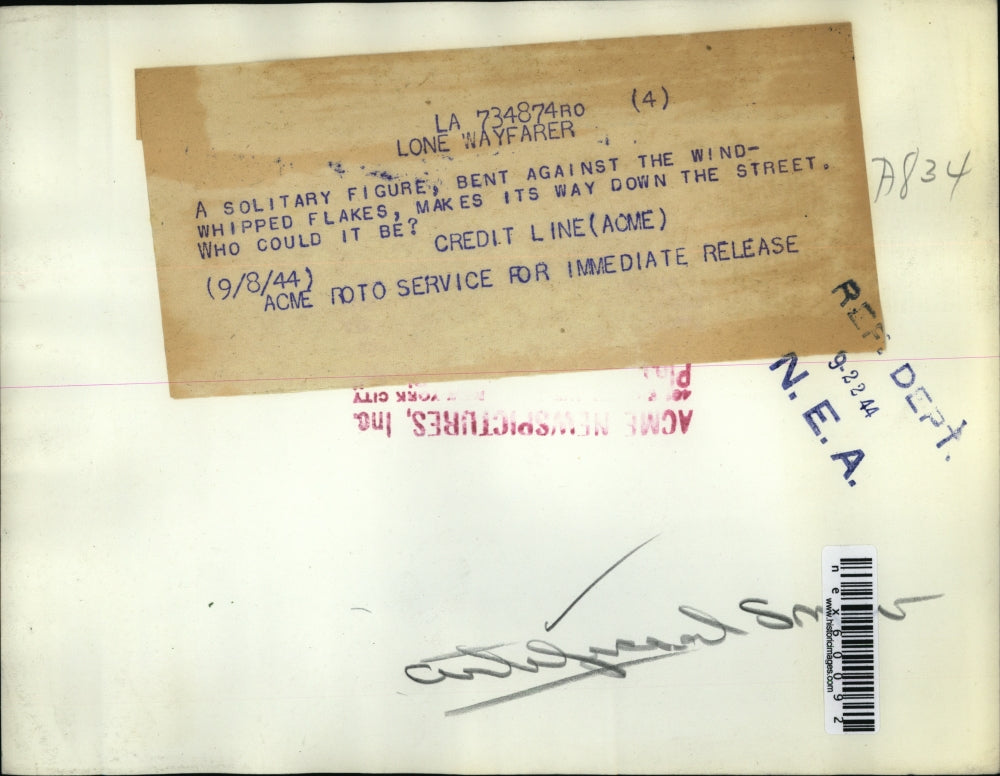 LA 734874RO (4)
LONE WAYFARER
A SOLITARY FIGURE, BENT AGAINST THE WIND-
WHIPPED FLAKES, MAKES ITS WAY DOWN THE STREET.
WHO COULD IT BE?
CREDIT LINE(ACME)
(9/8/44)
ACME ROTO SERVICE FOR IMMEDIATE RELEASE
A834
REF. DEPT.
9-22 44
N. E. A.
ACME NEWSPICTURES, Inc.
YORK CITY
Artificial
nex60092
www.historicimages.com